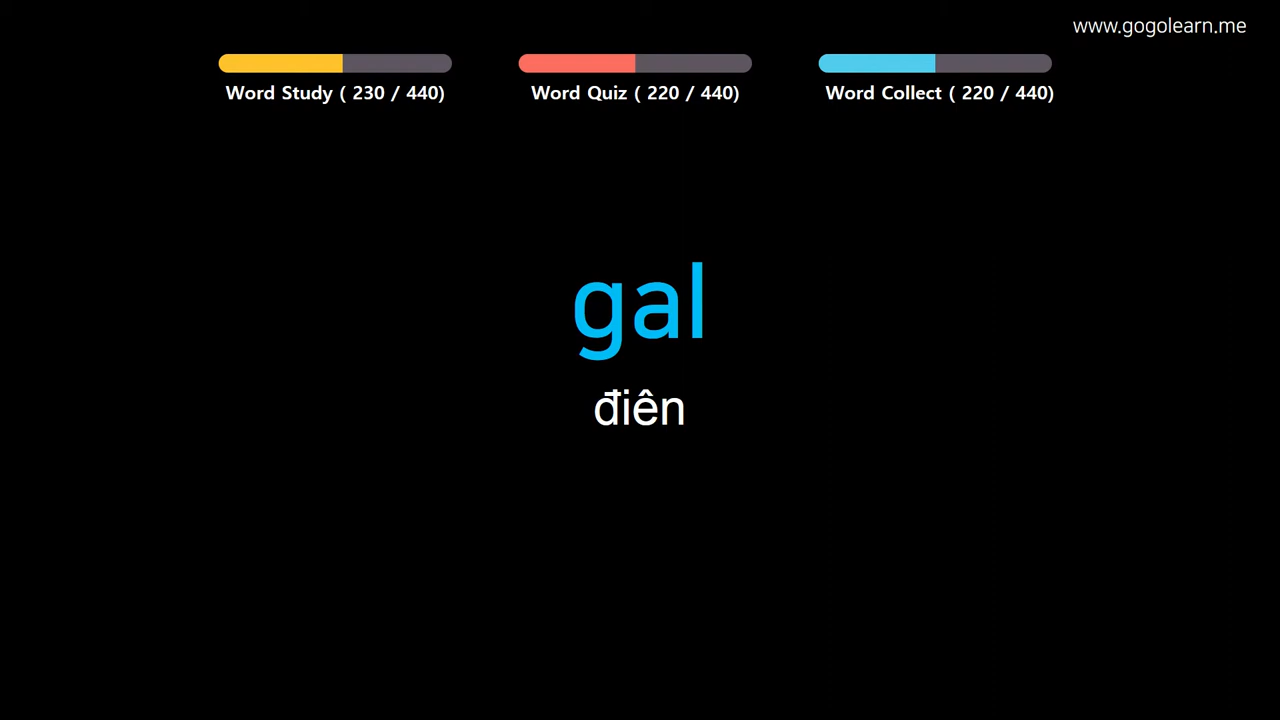 www.gogolearn.me
Word Study ( 230 / 440)
Word Quiz ( 220 / 440)
Word Collect ( 220 / 440)
gal
điên